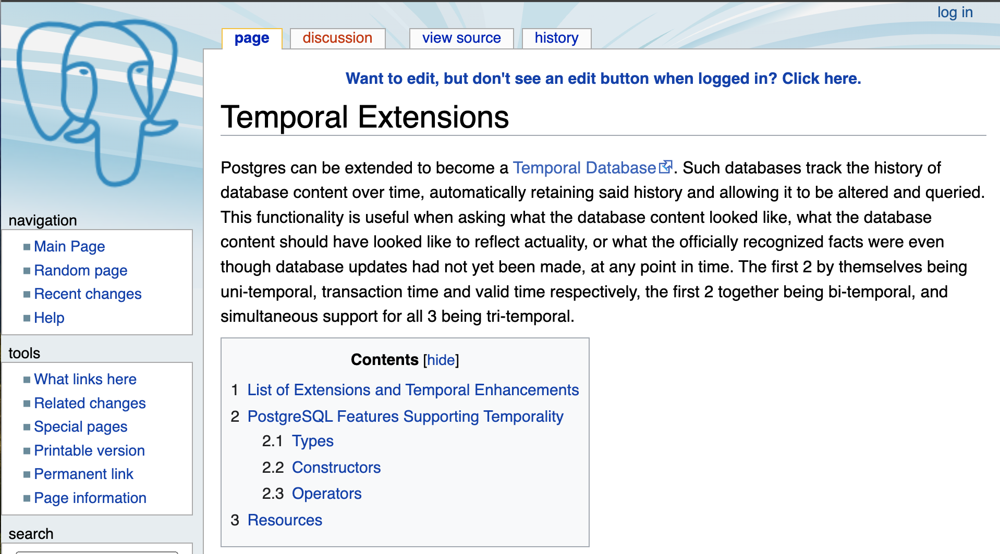 log in
page
discussion
view source
history
Want to edit, but don't see an edit button when logged in? Click here.
Temporal Extensions
Postgres can be extended to become a Temporal Database. Such databases track the history of
database content over time, automatically retaining said history and allowing it to be altered and queried.
This functionality is useful when asking what the database content looked like, what the database
content should have looked like to reflect actuality, or what the officially recognized facts were even
though database updates had not yet been made, at any point in time. The first 2 by themselves being
uni-temporal, transaction time and valid time respectively, the first 2 together being bi-temporal, and
simultaneous support for all 3 being tri-temporal.
Contents [hide]
1 List of Extensions and Temporal Enhancements
2 PostgreSQL Features Supporting Temporality
2.1 Types
2.2 Constructors
2.3 Operators
3 Resources
navigation
Main Page
Random page
Recent changes
Help
tools
What links here
Related changes
Special pages
Printable version
Permanent link
Page information
search